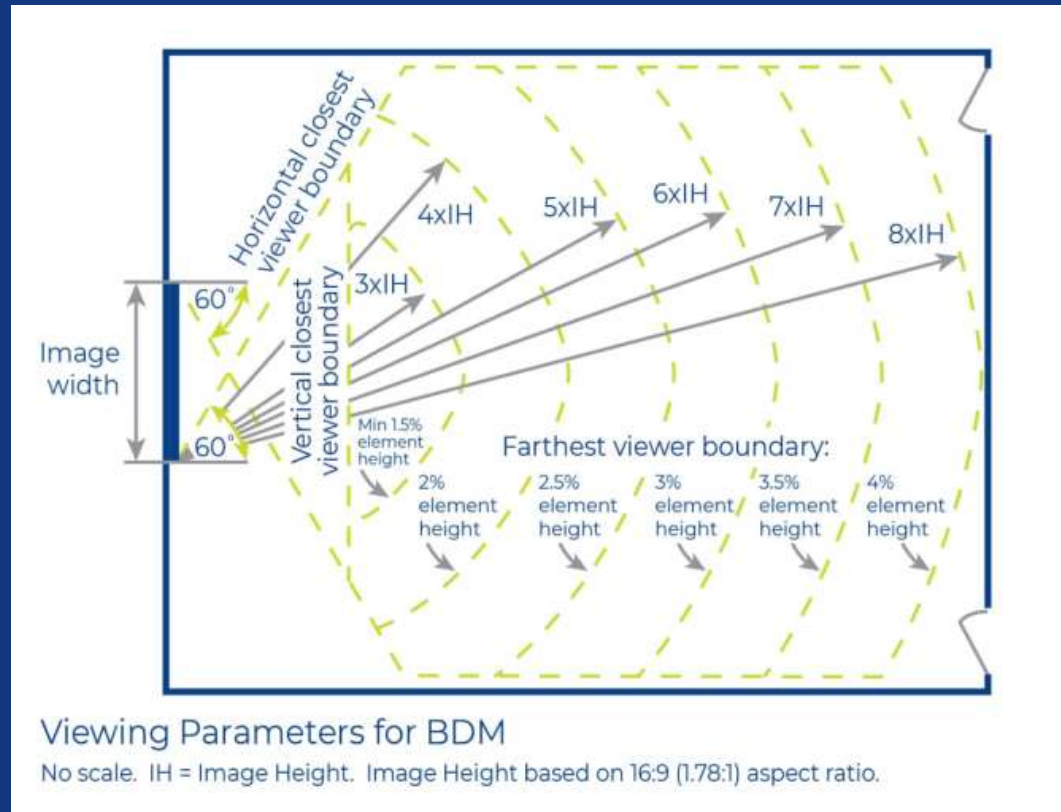 Horizontal closest
viewer boundary
4xIH
5xIH
6xIH
7xIH
8xIH
3xIH
60°
Image
width
Vertical closest
viewer boundary
60°
Min 1.5%
element
height
Farthest viewer boundary:
2%
element
height
2.5%
element
height
3%
element
height
3.5%
element
height
4%
element
height
Viewing Parameters for BDM
No scale. IH = Image Height. Image Height based on 16:9 (1.78:1) aspect ratio.